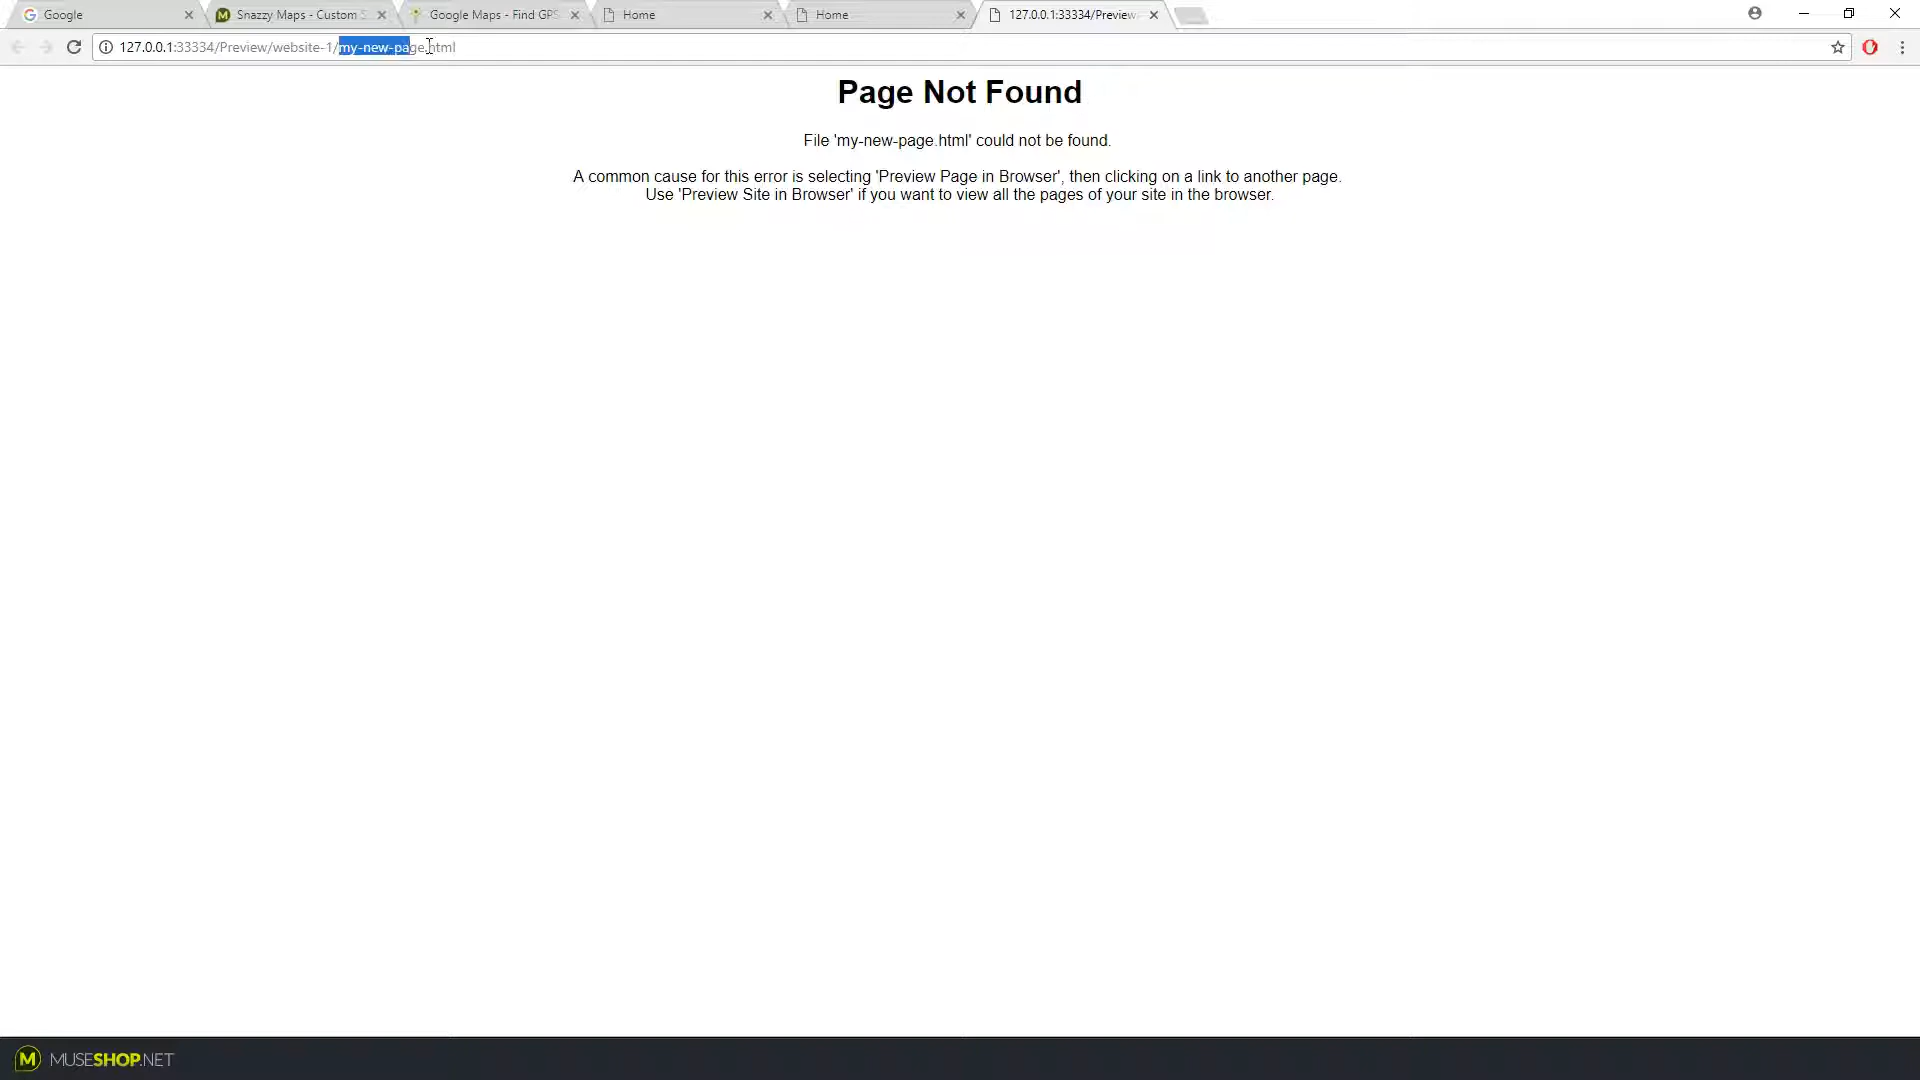 Google
Snazzy Maps - Custom S
Google Maps - Find GPS
Home
Home
127.0.0.1:33334/Preview
127.0.0.1:33334/Preview/website-1/my-new-page.html
Page Not Found
File 'my-new-page.html' could not be found.
A common cause for this error is selecting 'Preview Page in Browser', then clicking on a link to another page.
Use 'Preview Site in Browser' if you want to view all the pages of your site in the browser.
M MUSESHOP.NET